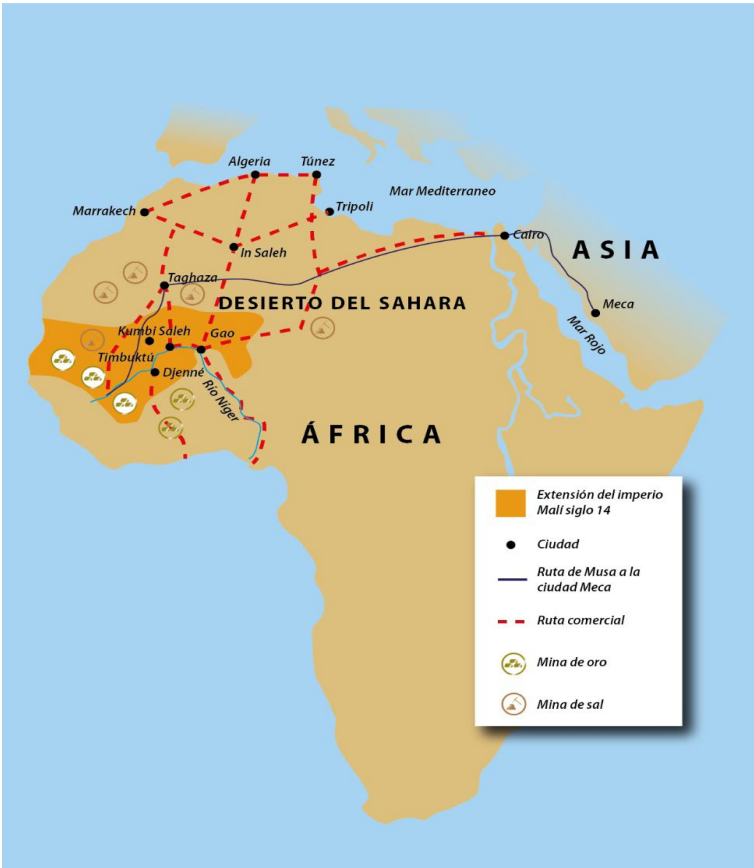 Algeria
Túnez
Mar Mediterraneo
Marrakech
Tripoli
Cairo
ASIA
In Saleh
Taghaza
DESIERTO DEL SAHARA
Meca
Mar Rojo
Kumbi Saleh
Gao
Timbuktú
Djenné
Río Níger
ÁFRICA
Extensión del imperio
Malí siglo 14
Ciudad
Ruta de Musa a la
ciudad Meca
Ruta comercial
Mina de oro
Mina de sal